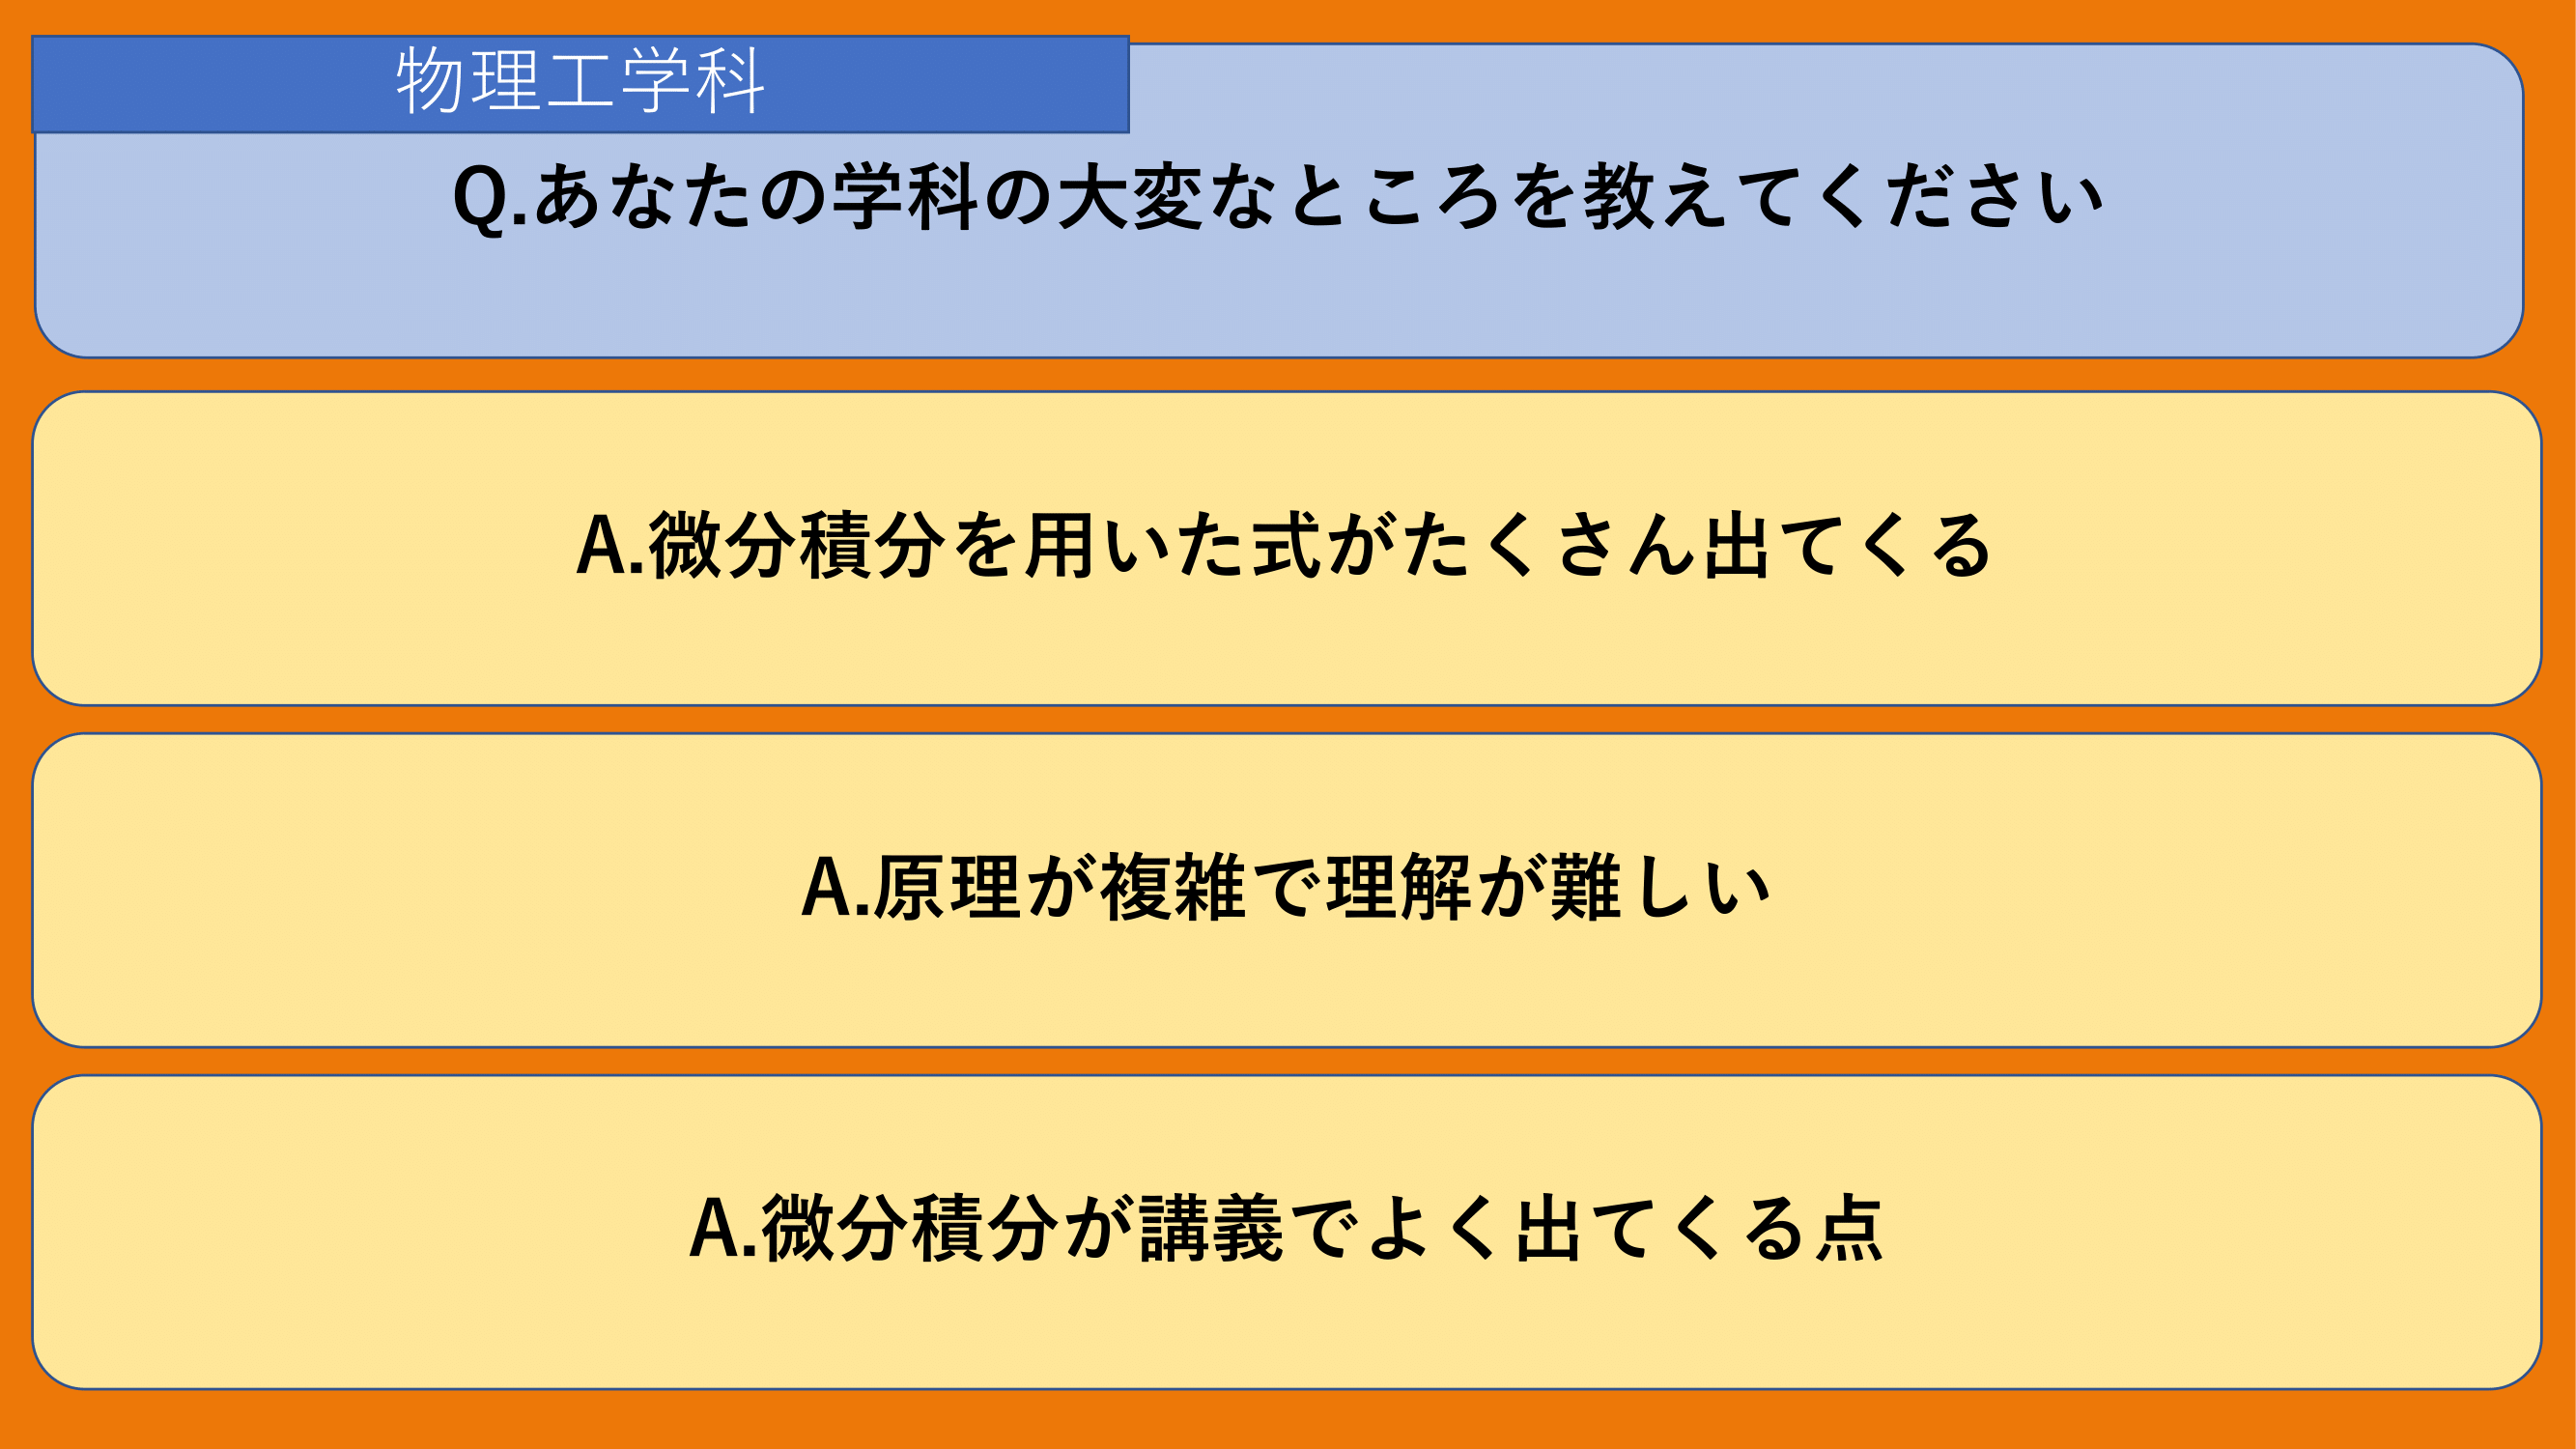 物理工学科
Q.あなたの学科の大変なところを教えてください
A.微分積分を用いた式がたくさん出てくる
A.原理が複雑で理解が難しい
A.微分積分が講義でよく出てくる点